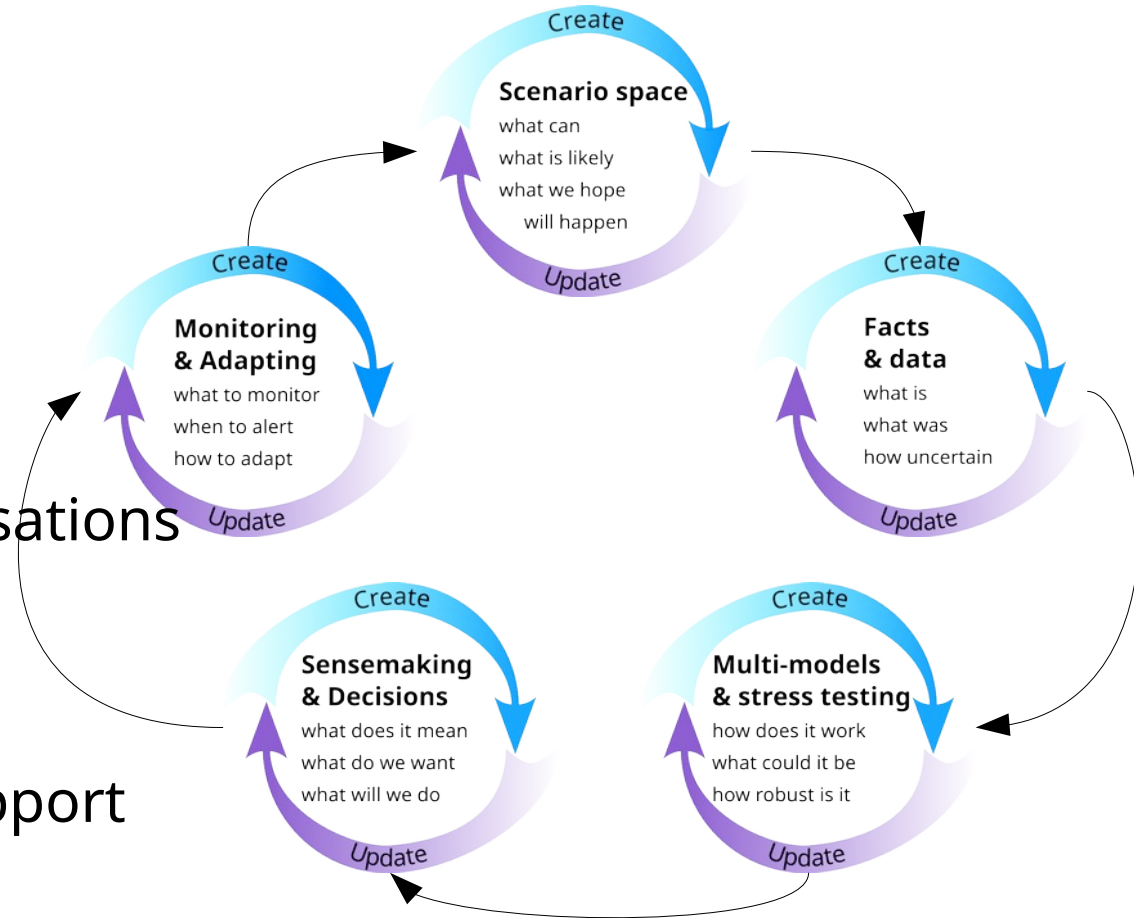 Create
Scenario space
what can
what is likely
what we hope
will happen
Update
Create
Facts
& data
what is
what was
how uncertain
Update
Create
Multi-models
& stress testing
how does it work
what could it be
how robust is it
Update
Create
Sensemaking
& Decisions
what does it mean
what do we want
what will we do
Update
Create
Monitoring
& Adapting
what to monitor
when to alert
how to adapt
Update
sations
pport